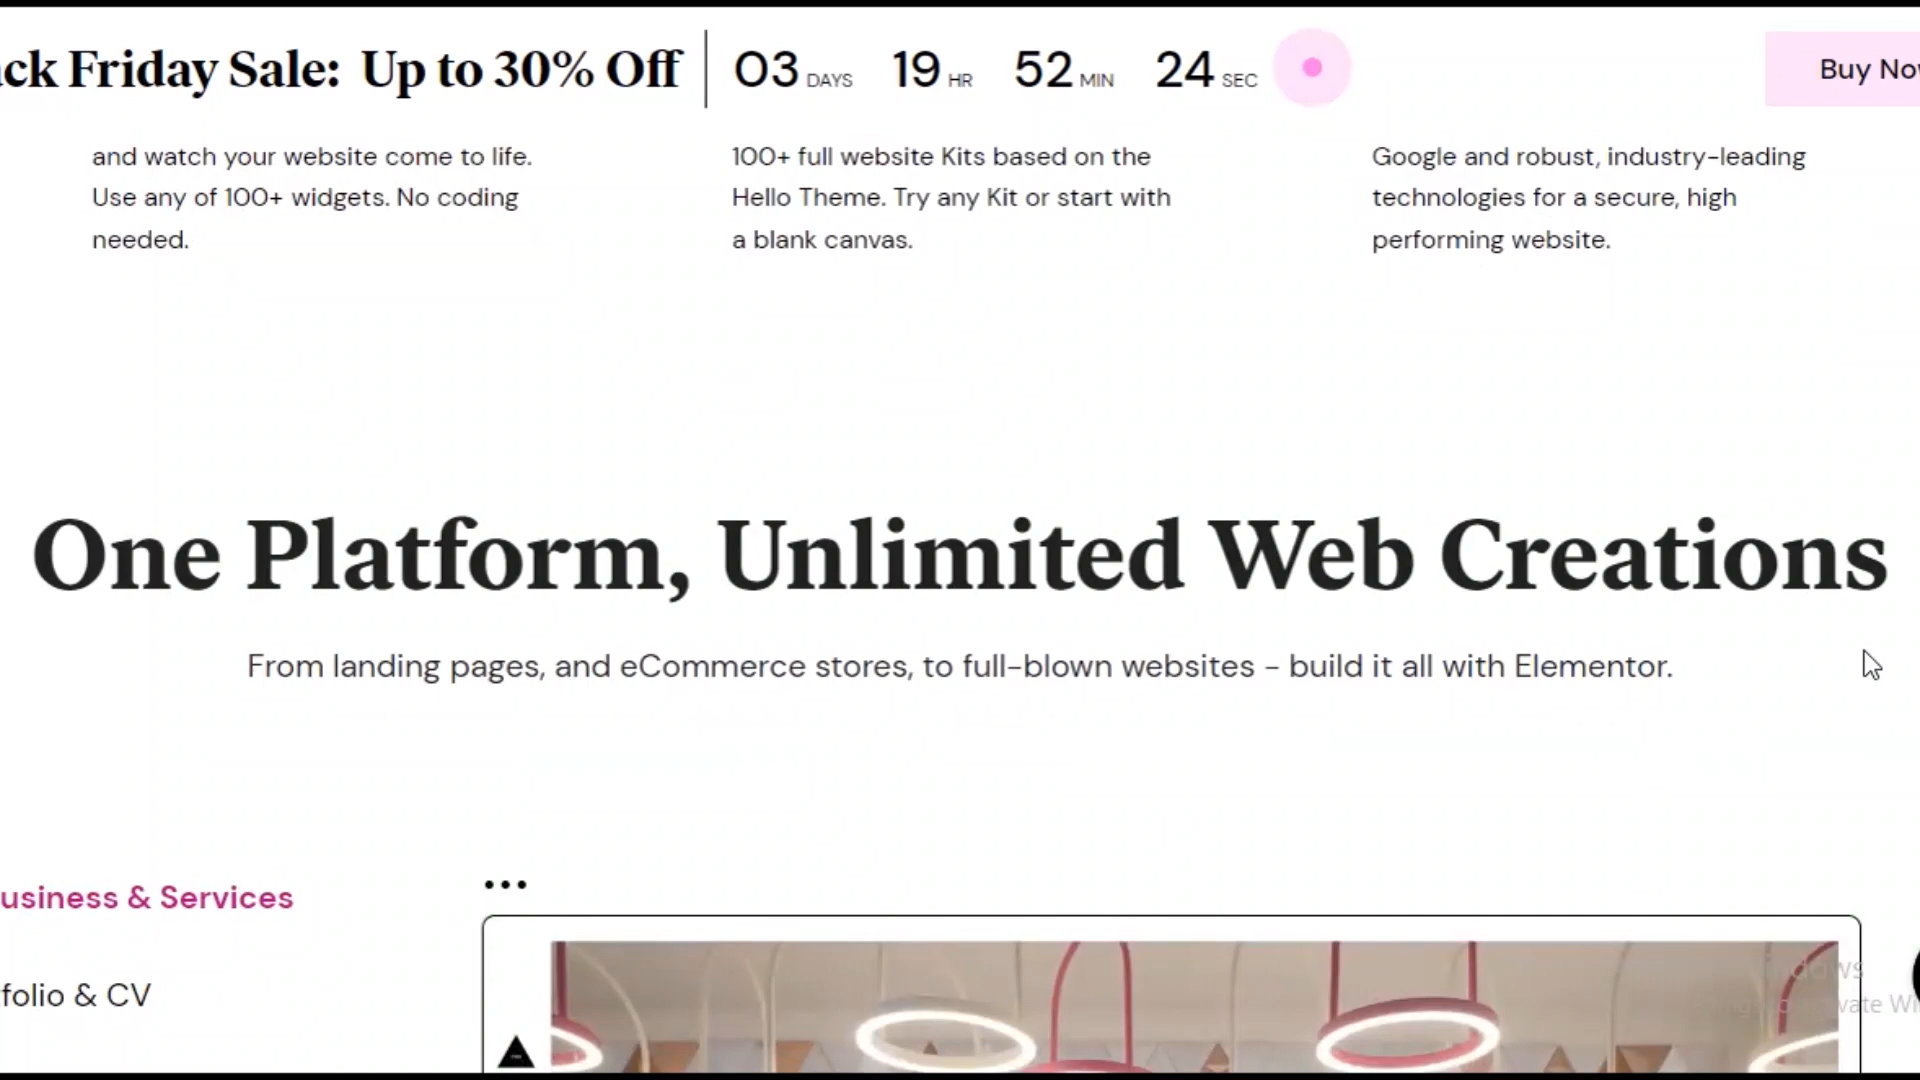 ck Friday Sale: Up to 30% Off
03 DAYS 19 HR 52 MIN 24 SEC
Buy Nov
and watch your website come to life.
Use any of 100+ widgets. No coding
needed.
100+ full website Kits based on the
Hello Theme. Try any Kit or start with
a blank canvas.
Google and robust, industry-leading
technologies for a secure, high
performing website.
One Platform, Unlimited Web Creations
From landing pages, and eCommerce stores, to full-blown websites - build it all with Elementor.
usiness & Services
folio & CV